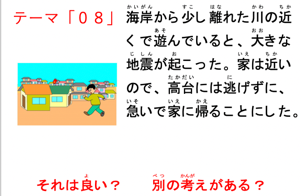 テーマ「０８」
海岸から少し離れた川の近
くで遊んでいると、大きな
地震が起こった。家は近い
ので、高台には逃げずに、
急いで家に帰ることにした。
それは良い？　別の考えがある？